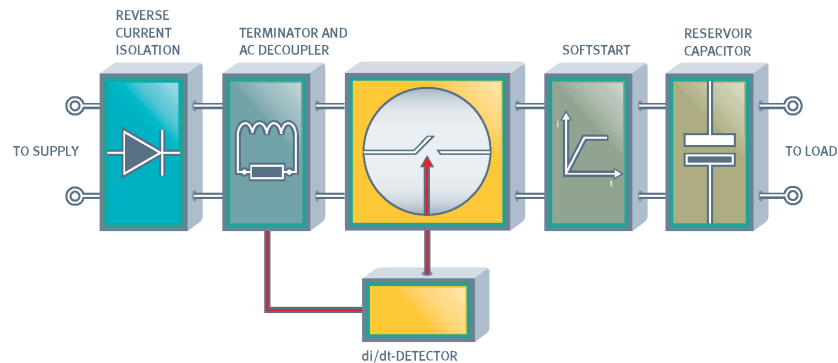 REVERSE
CURRENT
ISOLATION
TERMINATOR AND
AC DECOUPLER
SOFTSTART
RESERVOIR
CAPACITOR
TO SUPPLY
i
t
TO LOAD
di/dt-DETECTOR